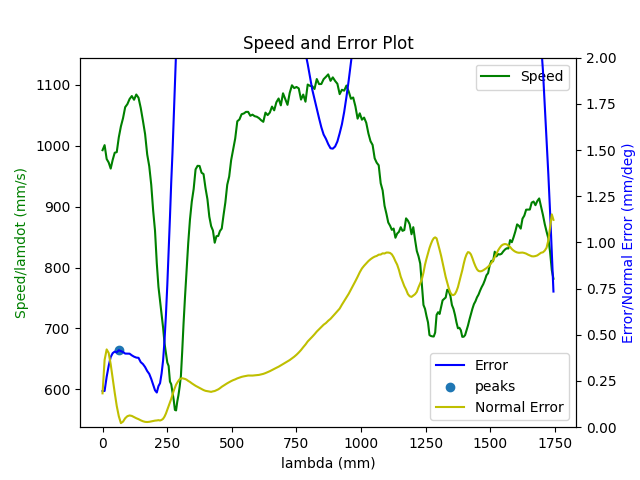 Speed and Error Plot
Speed/lamdot (mm/s)
1100
1000
900
800
700
600
0
250
500
750
1000
1250
1500
1750
lambda (mm)
2.00
1.75
1.50
1.25
1.00
0.75
0.50
0.25
0.00
Error/Normal Error (mm/deg)
Speed
Error
peaks
Normal Error